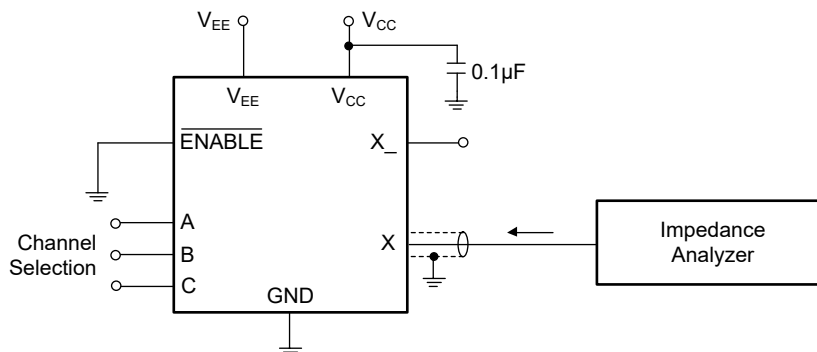 VEE
VCC
0.1µF
VEE
VCC
ENABLE
X_
A
Channel
Selection
B
C
X
Impedance
Analyzer
GND